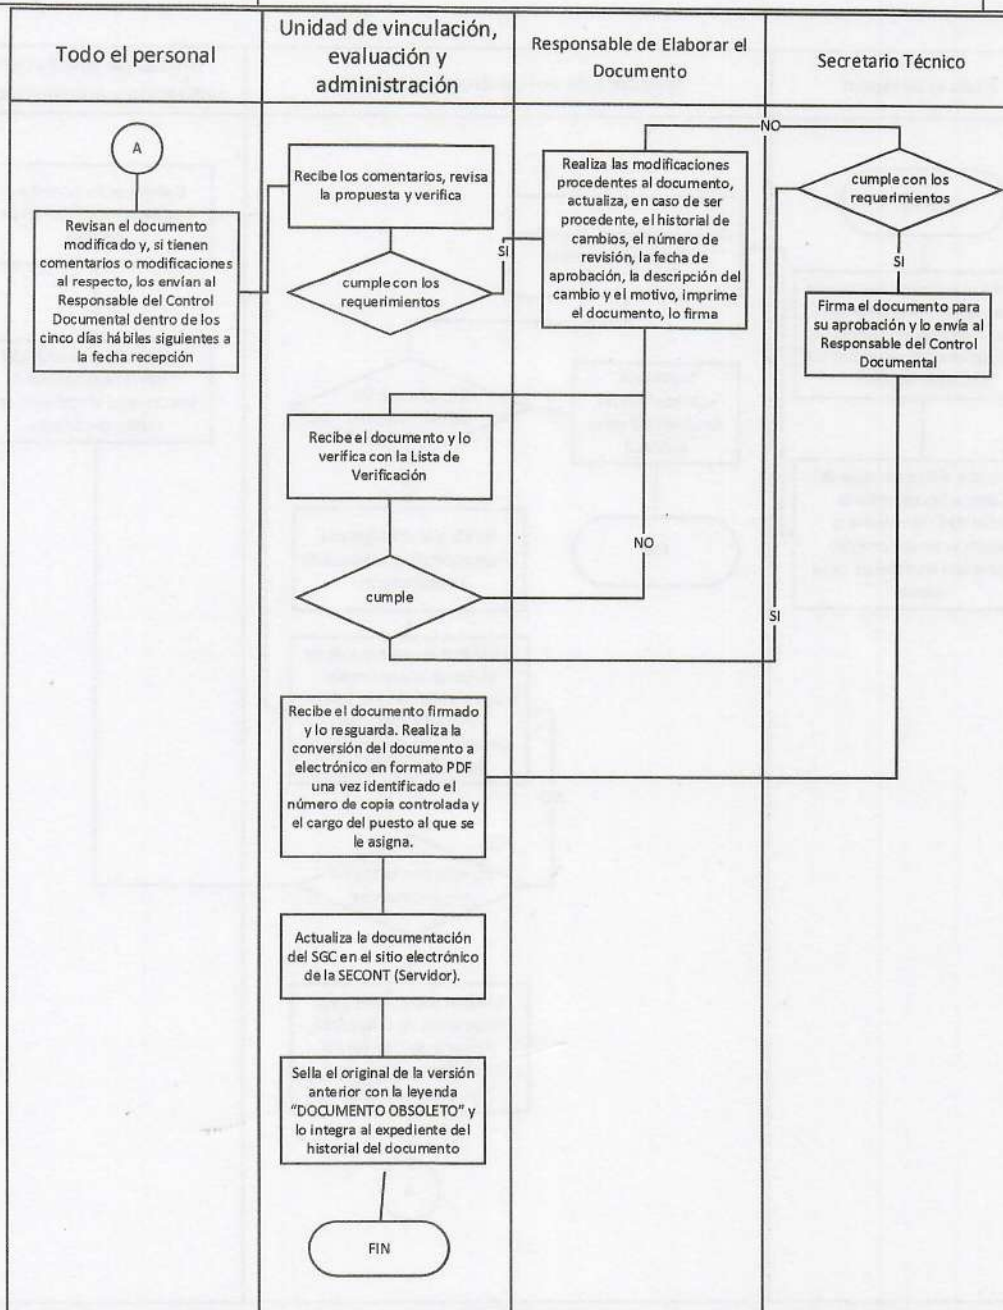 Todo el personal
Unidad de vinculación,
evaluación y
administración
Responsable de Elaborar el
Documento
Secretario Técnico
A
Revisan el documento
modificado y, si tienen
comentarios o modificaciones
al respecto, los envían al
Responsable del Control
Documental dentro de los
cinco días hábiles siguientes a
la fecha recepción
Recibe los comentarios, revisa
la propuesta y verifica
cumple con los
requerimientos
SI
Realiza las modificaciones
procedentes al documento,
actualiza, en caso de ser
procedente, el historial de
cambios, el número de
revisión, la fecha de
aprobación, la descripción del
cambio y el motivo, imprime
el documento, lo firma
NO
cumple con los
requerimientos
SI
Firma el documento para
su aprobación y lo envía al
Responsable del Control
Documental
Recibe el documento y lo
verifica con la Lista de
Verificación
NO
cumple
SI
Recibe el documento firmado
y lo resguarda. Realiza la
conversión del documento a
electrónico en formato PDF
una vez identificado el
número de copia controlada y
el cargo del puesto al que se
le asigna.
Actualiza la documentación
del SGC en el sitio electrónico
de la SECONT (Servidor).
Sella el original de la versión
anterior con la leyenda
"DOCUMENTO OBSOLETO" y
lo integra al expediente del
historial del documento
FIN